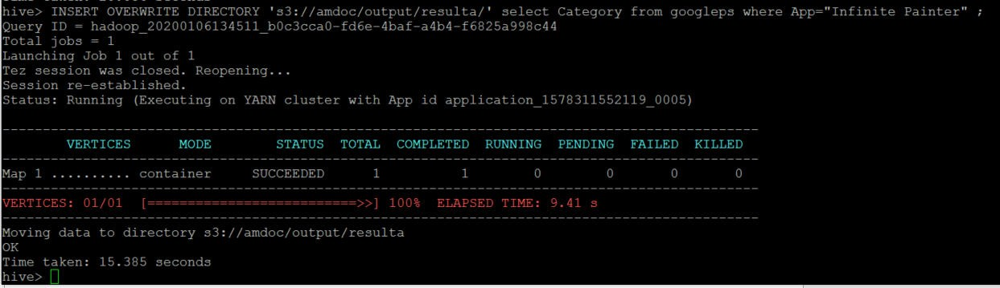 hive> INSERT OVERWRITE DIRECTORY 's3://amdoc/output/resulta/' select Category from googleps where App="Infinite Painter" ;
Query ID = hadoop_20200106134511_b0c3cca0-fd6e-4baf-a4b4-f6825a998c44
Total jobs = 1
Launching Job 1 out of 1
Tez session was closed. Reopening...
Session re-established.
Status: Running (Executing on YARN cluster with App id application_1578311552119_0005)
----------------------------------------------------------------------------------------------
VERTICES MODE STATUS TOTAL COMPLETED RUNNING PENDING FAILED KILLED
----------------------------------------------------------------------------------------------
Map 1 .......... container SUCCEEDED 1 1 0 0 0 0
----------------------------------------------------------------------------------------------
VERTICES: 01/01 [==========================>>] 100% ELAPSED TIME: 9.41 s
----------------------------------------------------------------------------------------------
Moving data to directory s3://amdoc/output/resulta
OK
Time taken: 15.385 seconds
hive>